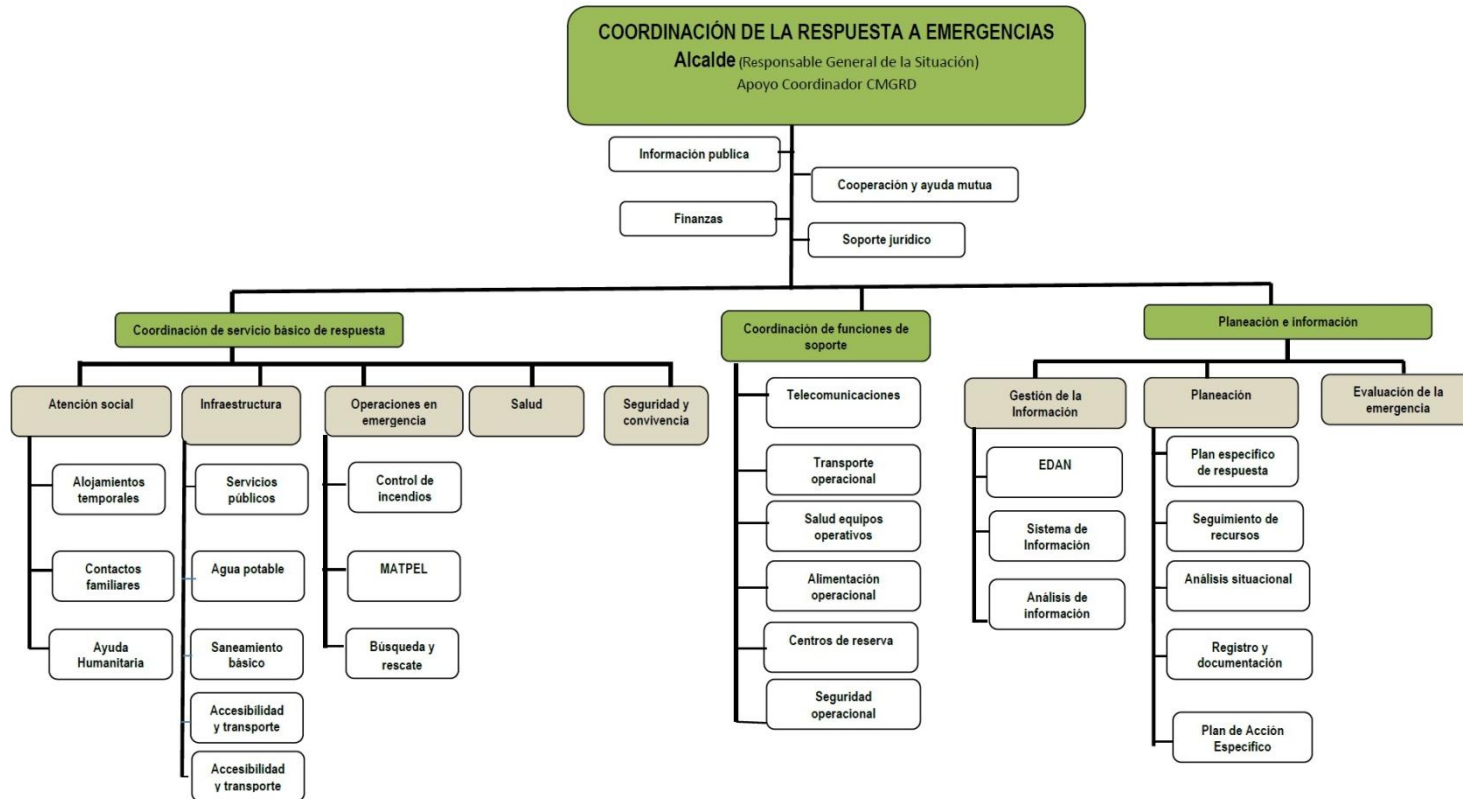 COORDINACIÓN DE LA RESPUESTA A EMERGENCIAS
Alcalde (Responsable General de la Situación)
Apoyo Coordinador CMGRD
Información publica
Cooperación y ayuda mutua
Finanzas
Soporte jurídico
Coordinación de servicio básico de respuesta
Atención social
Alojamientos
temporales
Contactos
familiares
Ayuda
Humanitaria
Infraestructura
Servicios
públicos
Agua potable
Saneamiento
básico
Accesibilidad
y transporte
Accesibilidad
y transporte
Operaciones en
emergencia
Control de
incendios
MATPEL
Búsqueda y
rescate
Salud
Seguridad y
convivencia
Coordinación de funciones de
soporte
Telecomunicaciones
Transporte
operacional
Salud equipos
operativos
Alimentación
operacional
Centros de reserva
Seguridad
operacional
Planeación e información
Gestión de la
Información
EDAN
Sistema de
Información
Análisis de
información
Planeación
Plan especifico
de respuesta
Seguimiento de
recursos
Análisis situacional
Registro y
documentación
Plan de Acción
Especifico
Evaluación de la
emergencia